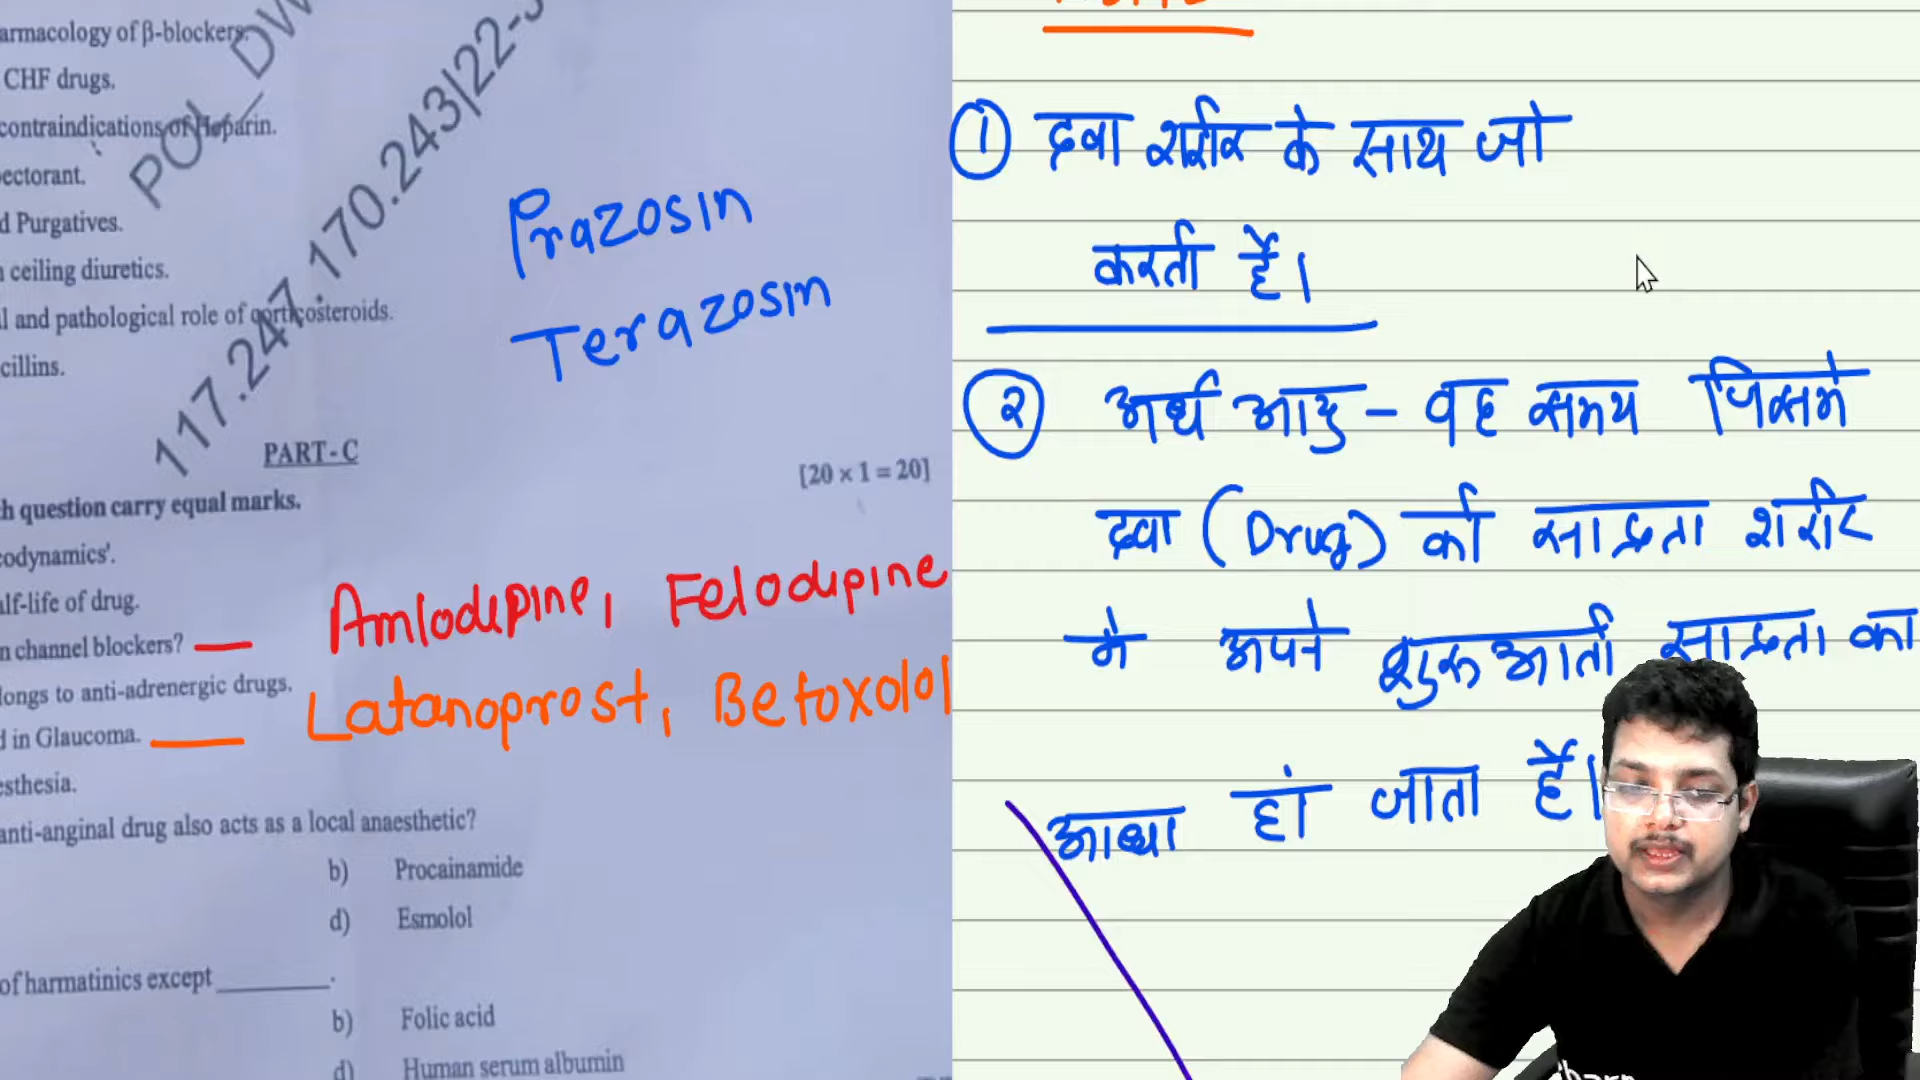 armacology of β-blockers.
CHF drugs.
contraindications of Heparin.
ectorant.
d Purgatives.
ceiling diuretics.
l and pathological role of corticosteroids.
cillins.
117.247.170.243|22-
Prazosin
Terazosin
PART - C
[20 × 1 = 20]
h question carry equal marks.
odynamics'.
alf-life of drug.
n channel blockers? Amlodipine, Felodipine
longs to anti-adrenergic drugs.
d in Glaucoma. Latanoprost, Betoxolol
esthesia.
anti-anginal drug also acts as a local anaesthetic?
b) Procainamide
d) Esmolol
of harmatinics except ________.
b) Folic acid
d) Human serum albumin
① दवा शरीर के साथ जो
करती है।
② अर्ध आयु - वह समय जिसमे
दवा (Drug) की सान्द्रता शरीर
मे अपने शुरुआती सान्द्रता का
आधा हो जाता है।